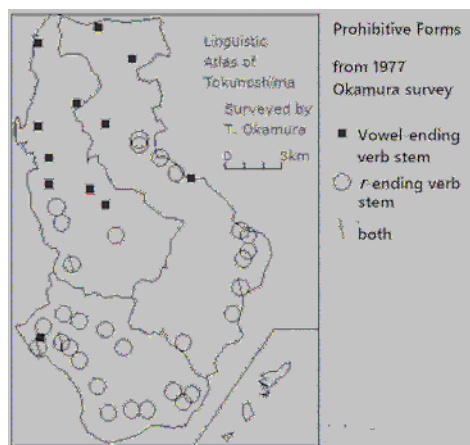 Linguistic
Atlas of
Tokunoshima
Surveyed by
T. Okamura
0 5km
Prohibitive Forms
from 1977
Okamura survey
Vowel-ending
verb stem
r-ending verb
stem
both